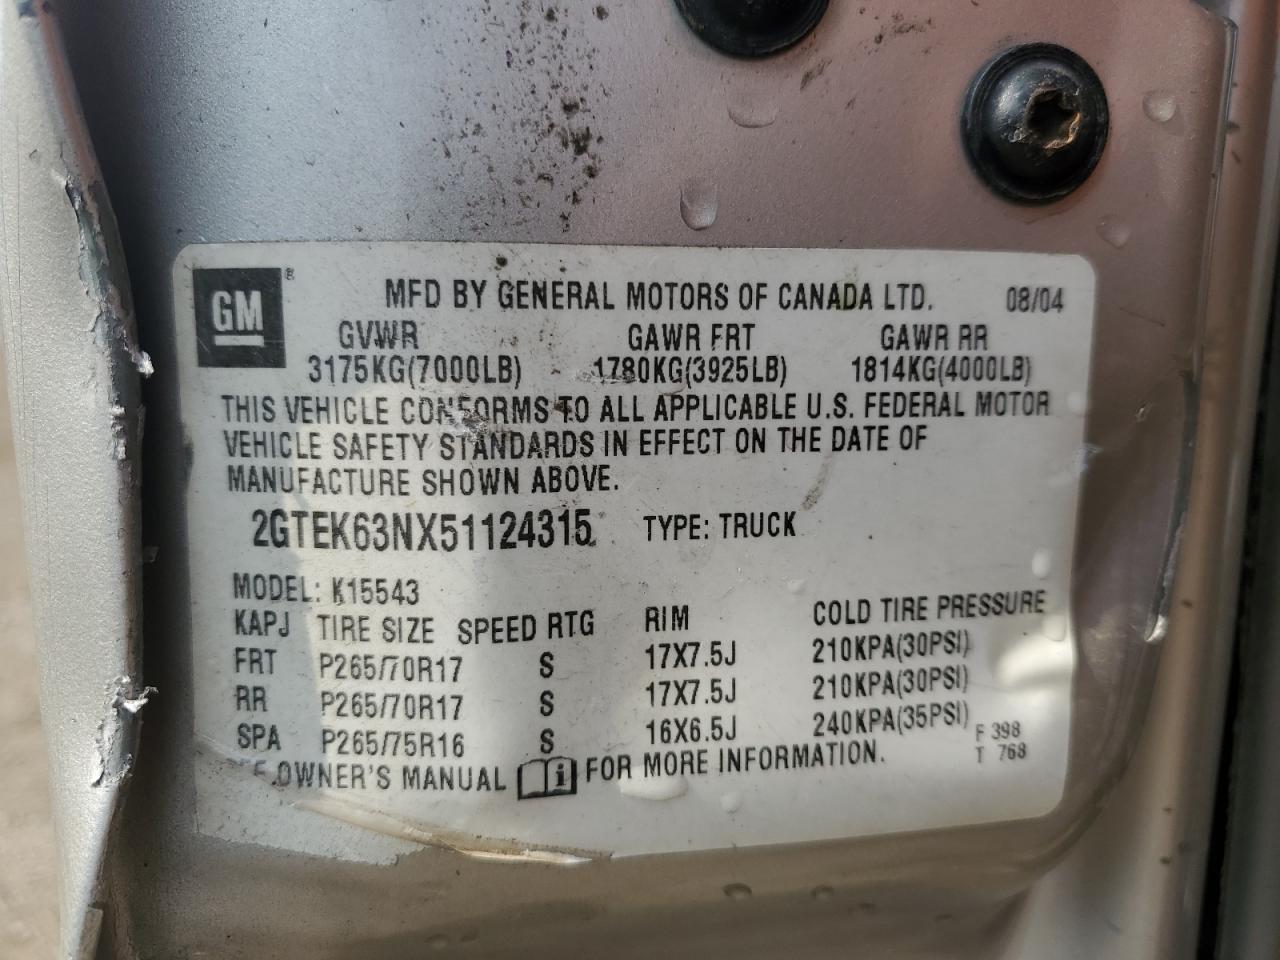 GM ®
MFD BY GENERAL MOTORS OF CANADA LTD. 08/04
GVWR GAWR FRT GAWR RR
3175KG(7000LB) 1780KG(3925LB) 1814KG(4000LB)
THIS VEHICLE CONFORMS TO ALL APPLICABLE U.S. FEDERAL MOTOR
VEHICLE SAFETY STANDARDS IN EFFECT ON THE DATE OF
MANUFACTURE SHOWN ABOVE.
2GTEK63NX51124315 TYPE: TRUCK
MODEL: K15543
KAPJ TIRE SIZE SPEED RTG RIM COLD TIRE PRESSURE
FRT P265/70R17 S 17X7.5J 210KPA(30PSI)
RR P265/70R17 S 17X7.5J 210KPA(30PSI)
SPA P265/75R16 S 16X6.5J 240KPA(35PSI) F 398
OWNER'S MANUAL FOR MORE INFORMATION. T 768